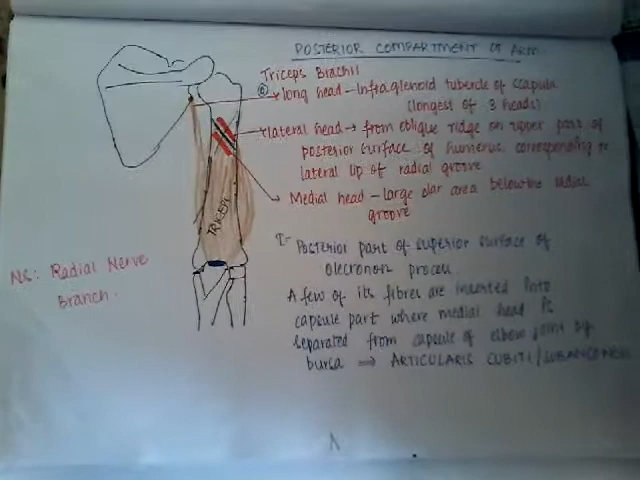 POSTERIOR COMPARTMENT OF ARM
Triceps Brachii
O long head - Infraglenoid tubercle of scapula
(longest of 3 heads)
lateral head → from oblique ridge on upper part of
posterior surface of humerus, corresponding to
lateral lip of radial groove
Medial head - large area below the radial
groove
TRICEPS
I- Posterior part of superior surface of
olecronon process.
NS: Radial Nerve
Branch.
A few of its fibres are inserted into
capsule part where medial head is
separated from capsule of elbow joint by
bursa ⇒ ARTICULARIS CUBITI/SUBANCONEUS